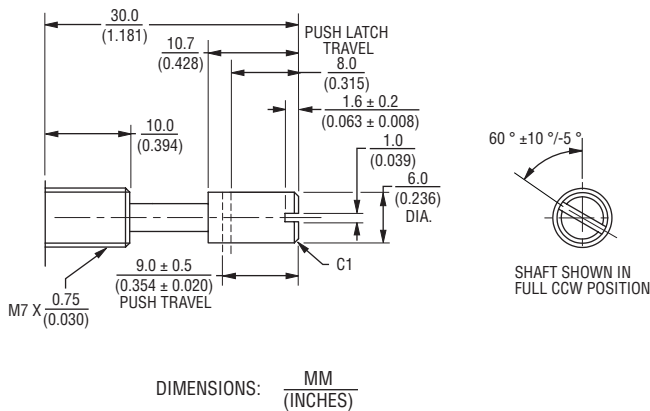 30.0
(1.181)
10.7
(0.428)
PUSH LATCH
TRAVEL
8.0
(0.315)
1.6 ± 0.2
(0.063 ± 0.008)
10.0
(0.394)
1.0
(0.039)
6.0
(0.236)
DIA.
60 ° ±10 °/-5 °
C1
9.0 ± 0.5
(0.354 ± 0.020)
PUSH TRAVEL
M7 X 0.75
(0.030)
SHAFT SHOWN IN
FULL CCW POSITION
DIMENSIONS: MM
(INCHES)